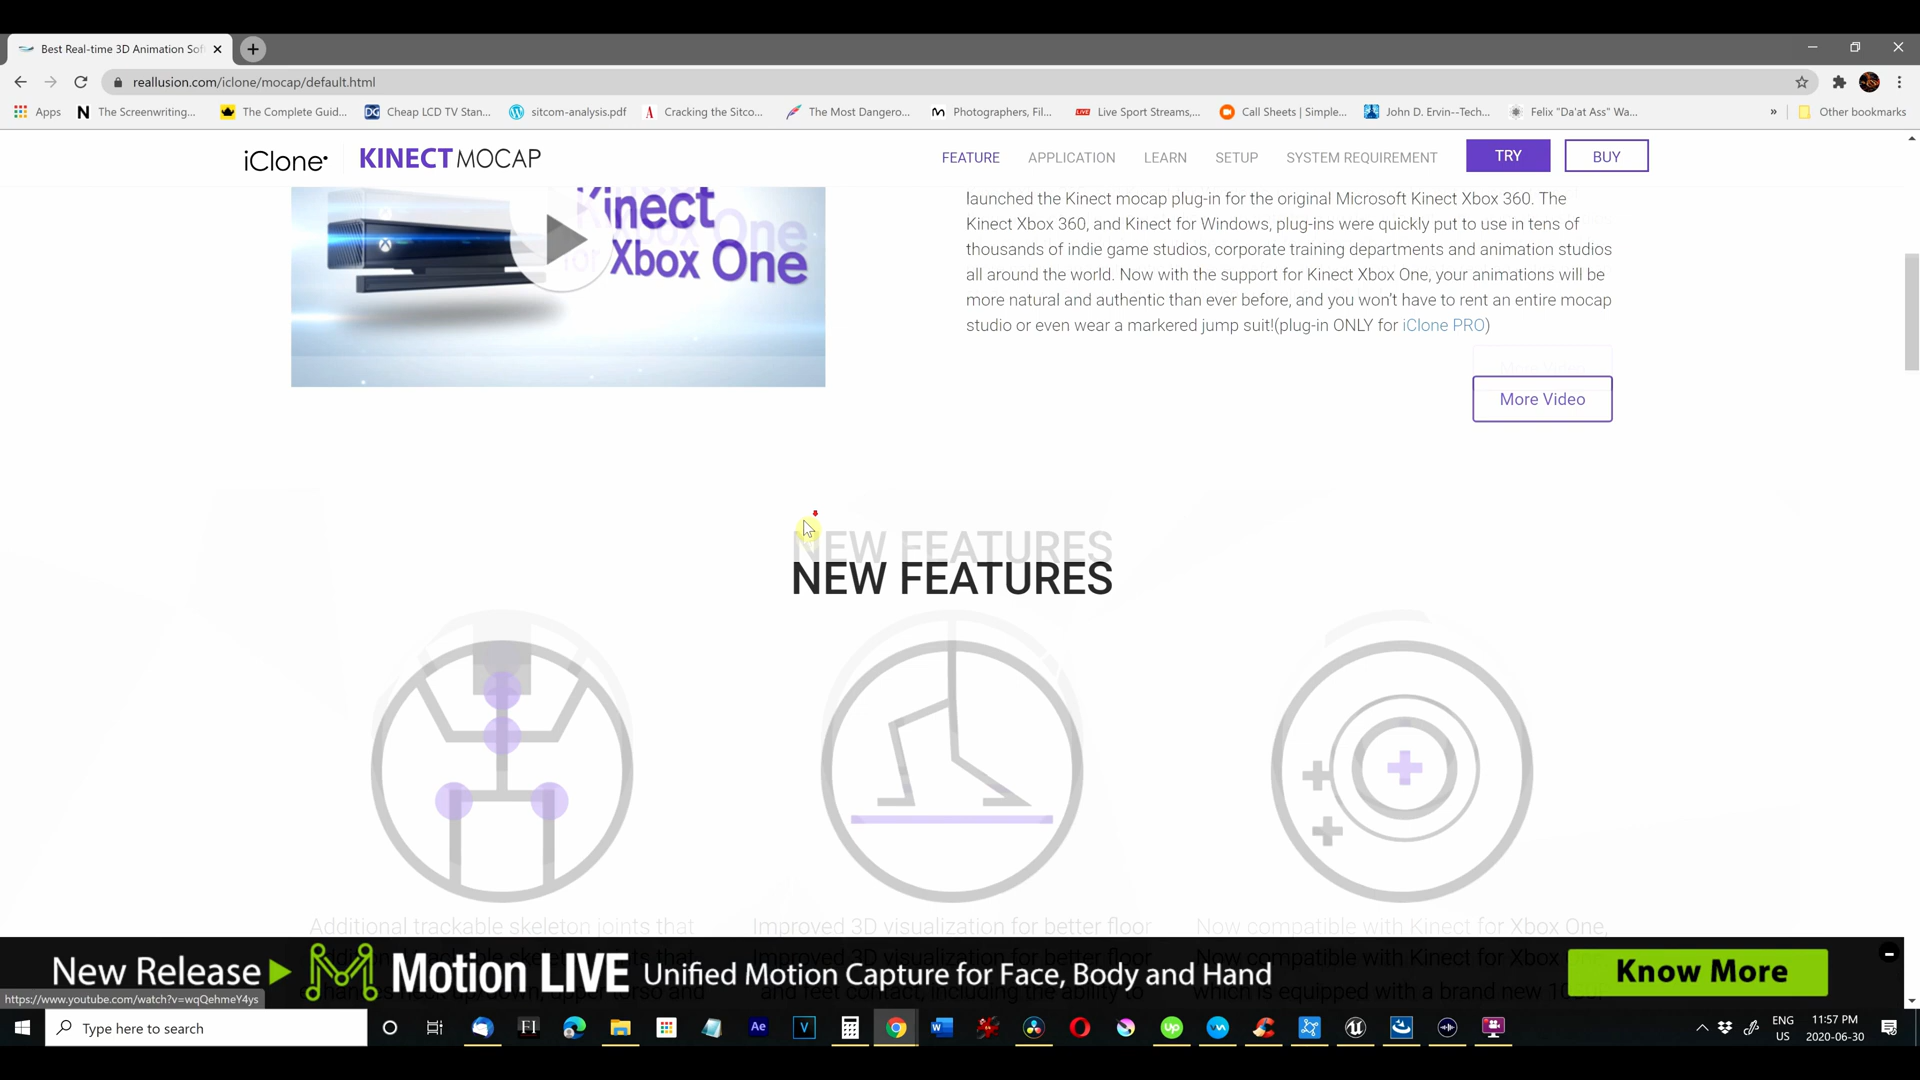 Best Real-time 3D Animation Sof
reallusion.com/iclone/mocap/default.html
Apps
The Screenwriting...
The Complete Guid...
Cheap LCD TV Stan...
sitcom-analysis.pdf
Cracking the Sitco...
The Most Dangero...
Photographers, Fil...
Live Sport Streams,...
Call Sheets | Simple...
John D. Ervin--Tech...
Felix "Da'at Ass" Wa...
»
Other bookmarks
iClone
KINECT MOCAP
FEATURE
APPLICATION
LEARN
SETUP
SYSTEM REQUIREMENT
TRY
BUY
Kinect
for Xbox One
launched the Kinect mocap plug-in for the original Microsoft Kinect Xbox 360. The
Kinect Xbox 360, and Kinect for Windows, plug-ins were quickly put to use in tens of
thousands of indie game studios, corporate training departments and animation studios
all around the world. Now with the support for Kinect Xbox One, your animations will be
more natural and authentic than ever before, and you won't have to rent an entire mocap
studio or even wear a markered jump suit!(plug-in ONLY for iClone PRO)
More Video
NEW FEATURES
Additional trackable skeleton joints that
Improved 3D visualization for better floor
and feet contact, including the ability to
Now compatible with Kinect for Xbox One,
New Release
Motion LIVE
Unified Motion Capture for Face, Body and Hand
Know More
https://www.youtube.com/watch?v=wqQehmeY4ys
Type here to search
ENG
US
11:57 PM
2020-06-30